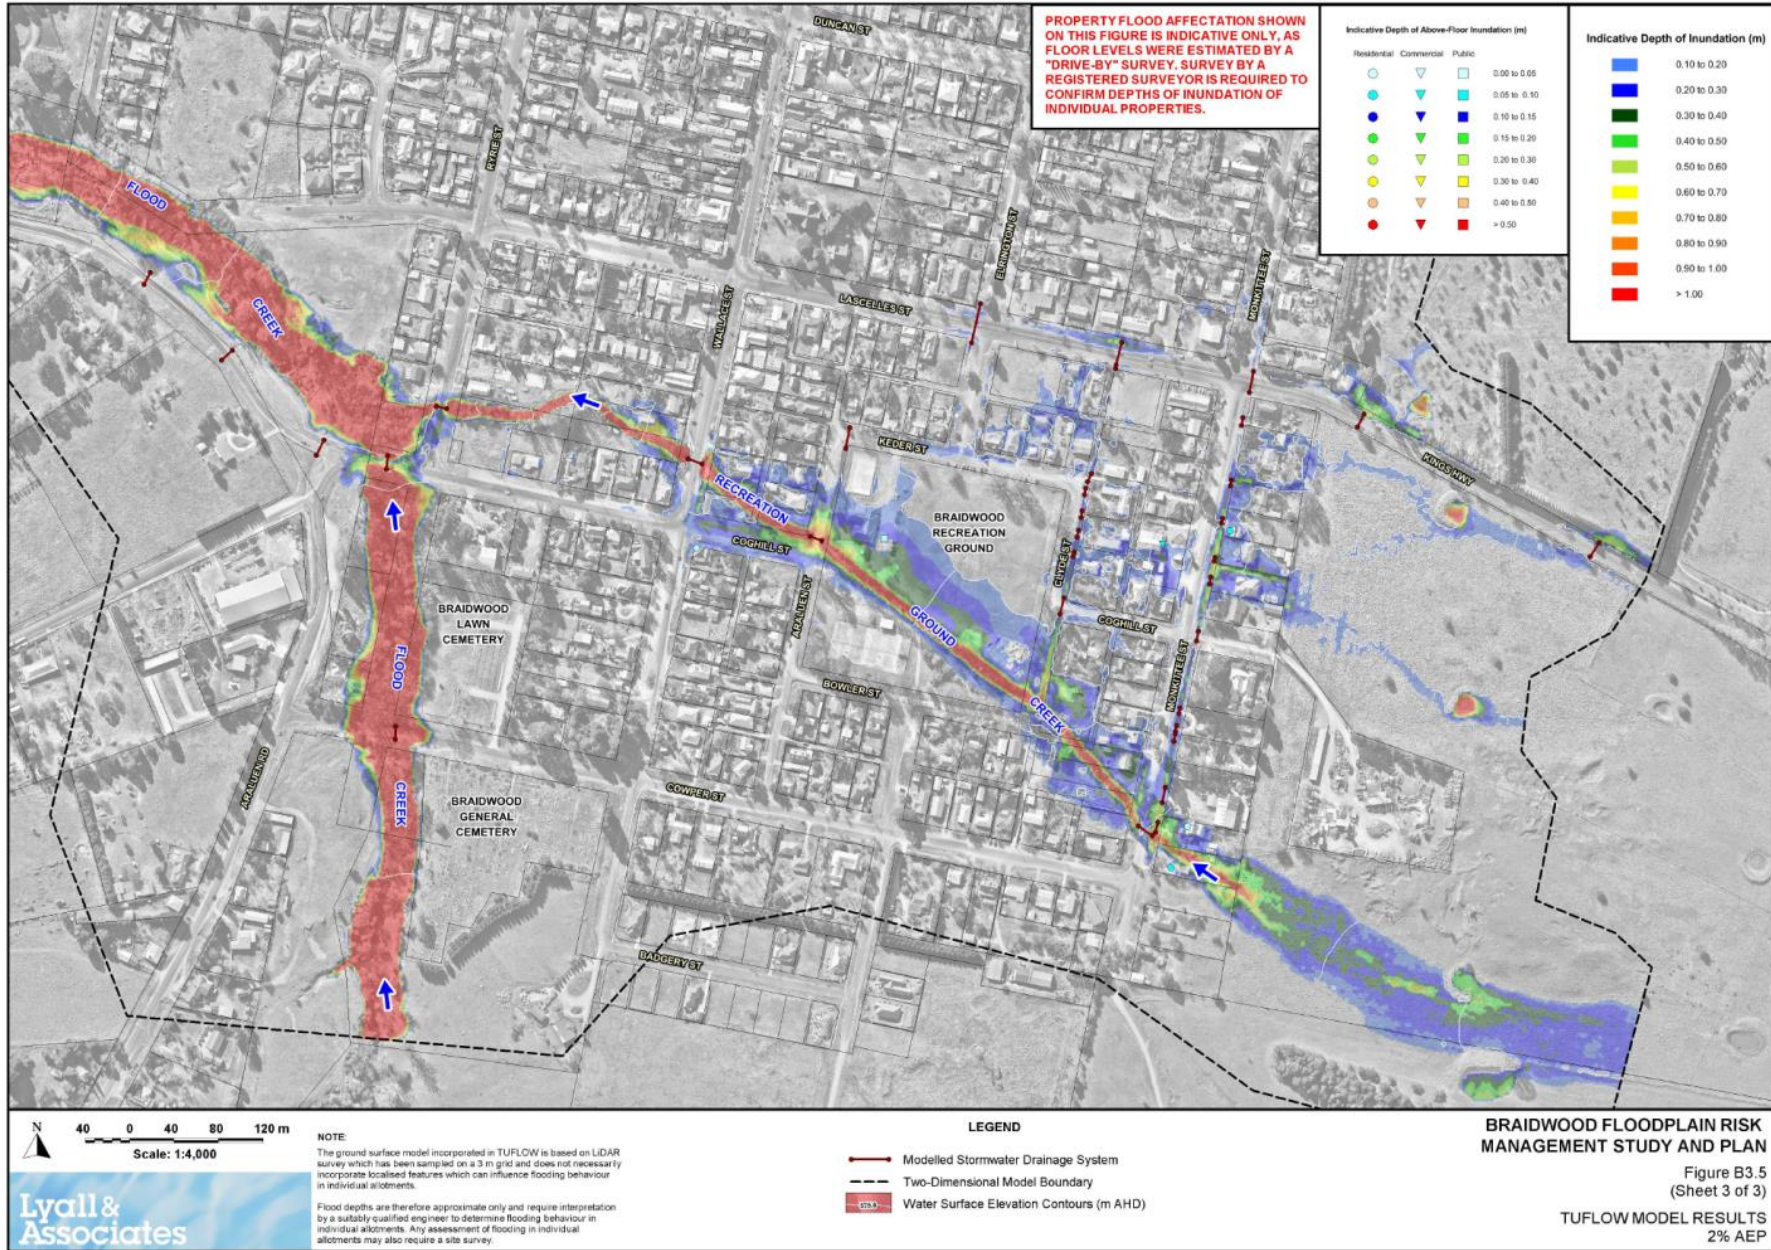 PROPERTY FLOOD AFFECTATION SHOWN
ON THIS FIGURE IS INDICATIVE ONLY, AS
FLOOR LEVELS WERE ESTIMATED BY A
"DRIVE-BY" SURVEY. SURVEY BY A
REGISTERED SURVEYOR IS REQUIRED TO
CONFIRM DEPTHS OF INUNDATION OF
INDIVIDUAL PROPERTIES.
Indicative Depth of Above-Floor Inundation (m)
Residential Commercial Public
0.00 to 0.05
0.05 to 0.10
0.10 to 0.15
0.15 to 0.20
0.20 to 0.30
0.30 to 0.40
0.40 to 0.50
> 0.50
Indicative Depth of Inundation (m)
0.10 to 0.20
0.20 to 0.30
0.30 to 0.40
0.40 to 0.50
0.50 to 0.60
0.60 to 0.70
0.70 to 0.80
0.80 to 0.90
0.90 to 1.00
> 1.00
DUNCAN ST
RYRIE ST
FLOOD
CREEK
WALLACE ST
LASCELLES ST
ELRINGTON ST
MONKITTEE ST
KINGS HWY
KEDER ST
RECREATION
GROUND
CREEK
BRAIDWOOD
RECREATION
GROUND
COGHILL ST
ARALUEN ST
CLYDE ST
COGHILL ST
MONKITTEE ST
BOWLER ST
BRAIDWOOD
LAWN
CEMETERY
FLOOD
CREEK
ARALUEN RD
BRAIDWOOD
GENERAL
CEMETERY
COWPER ST
BADGERY ST
N
40 0 40 80 120 m
Scale: 1:4,000
Lyall &
Associates
NOTE:
The ground surface model incorporated in TUFLOW is based on LiDAR
survey which has been sampled on a 3 m grid and does not necessarily
incorporate localised features which can influence flooding behaviour
in individual allotments.
Flood depths are therefore approximate only and require interpretation
by a suitably qualified engineer to determine flooding behaviour in
individual allotments. Any assessment of flooding in individual
allotments may also require a site survey.
LEGEND
Modelled Stormwater Drainage System
Two-Dimensional Model Boundary
Water Surface Elevation Contours (m AHD)
BRAIDWOOD FLOODPLAIN RISK
MANAGEMENT STUDY AND PLAN
Figure B3.5
(Sheet 3 of 3)
TUFLOW MODEL RESULTS
2% AEP